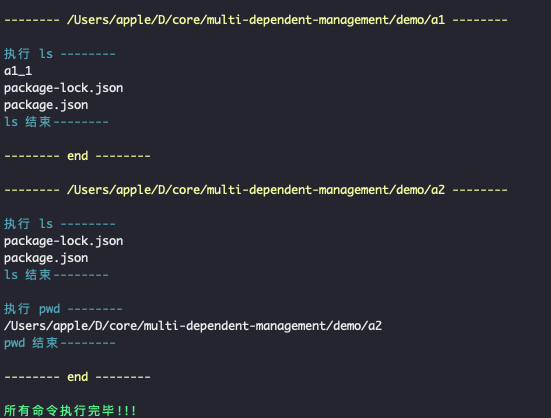 -------- /Users/apple/D/core/multi-dependent-management/demo/a1 --------
执行 ls --------
a1_1
package-lock.json
package.json
ls 结束--------
-------- end --------
-------- /Users/apple/D/core/multi-dependent-management/demo/a2 --------
执行 ls --------
package-lock.json
package.json
ls 结束--------
执行 pwd --------
/Users/apple/D/core/multi-dependent-management/demo/a2
pwd 结束--------
-------- end --------
所有命令执行完毕!!!